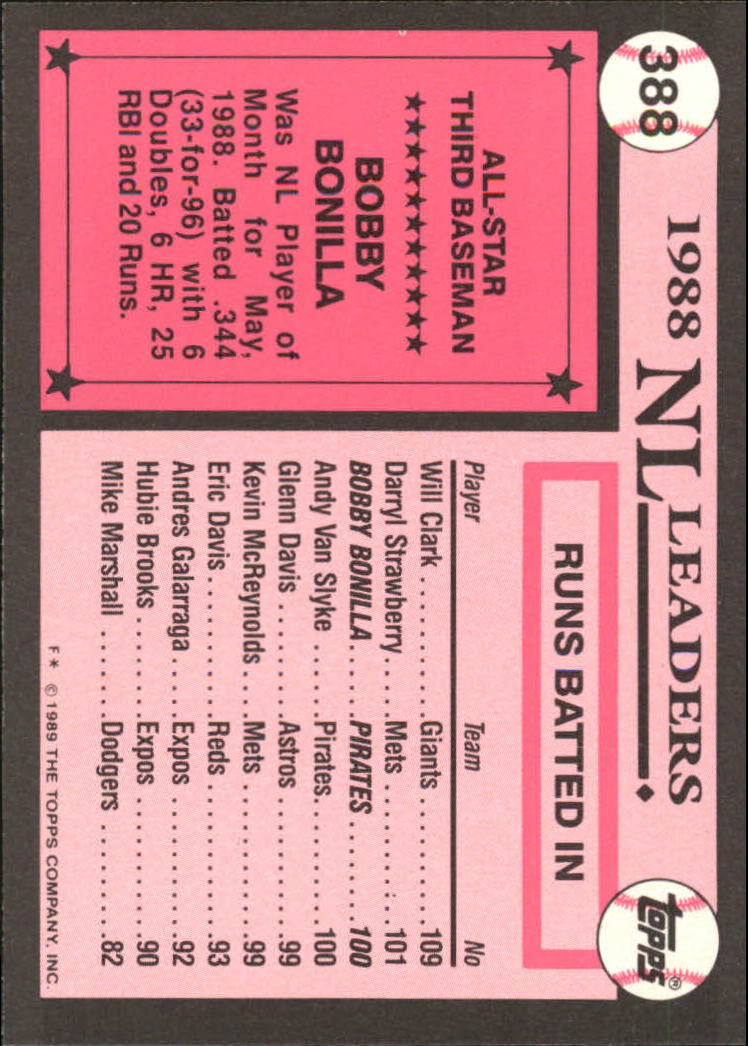 388
1988 NL LEADERS
topps®
ALL-STAR
THIRD BASEMAN
BOBBY
BONILLA
Was NL Player of
Month for May,
1988. Batted .344
(33-for-96) with 6
Doubles, 6 HR, 25
RBI and 20 Runs.
RUNS BATTED IN
Player Team No
Will Clark . . . . . . . . . . Giants . . . . . . . . . . 109
Darryl Strawberry. . . . . Mets . . . . . . . . . . . 101
BOBBY BONILLA. . . . . PIRATES . . . . . . . . 100
Andy Van Slyke . . . . . Pirates. . . . . . . . . . 100
Glenn Davis . . . . . . . . Astros . . . . . . . . . . 99
Kevin McReynolds . . . . Mets . . . . . . . . . . . 99
Eric Davis . . . . . . . . . . Reds . . . . . . . . . . . 93
Andres Galarraga . . . . Expos . . . . . . . . . . 92
Hubie Brooks . . . . . . . Expos . . . . . . . . . . 90
Mike Marshall . . . . . . . Dodgers . . . . . . . . 82
F* © 1989 THE TOPPS COMPANY, INC.